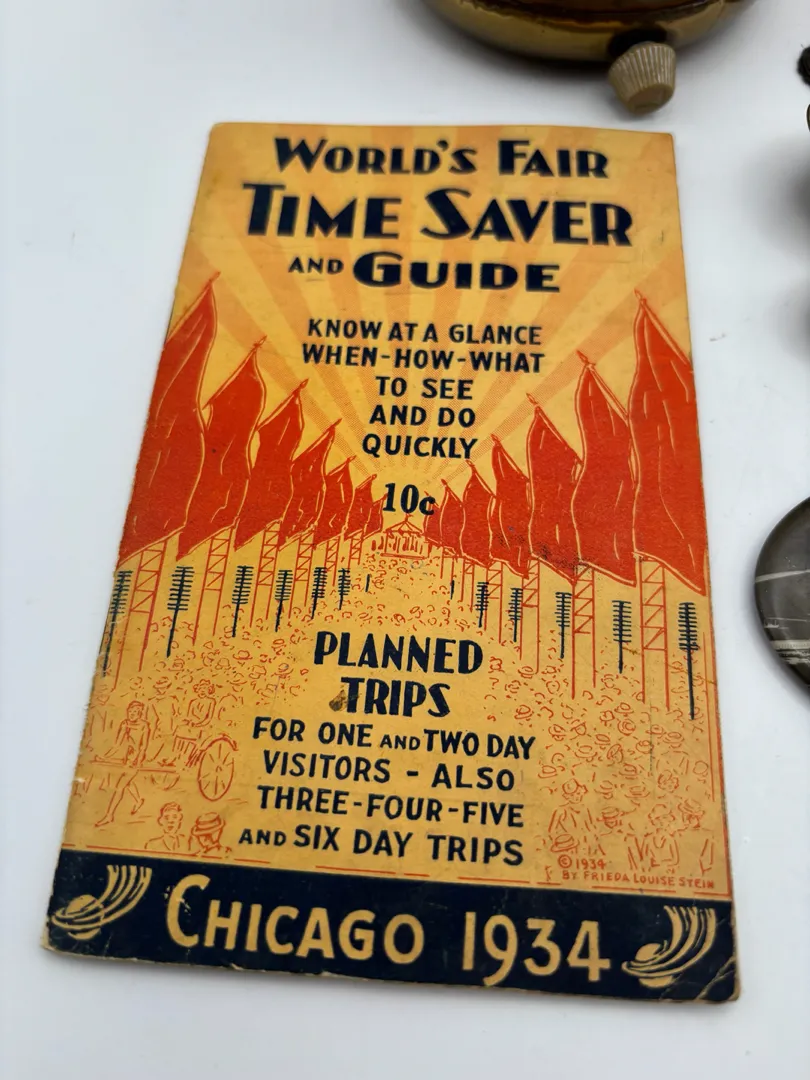 WORLD'S FAIR
TIME SAVER
AND GUIDE
KNOW AT A GLANCE
WHEN-HOW-WHAT
TO SEE
AND DO
QUICKLY
10c
PLANNED
TRIPS
FOR ONE AND TWO DAY
VISITORS - ALSO
THREE-FOUR-FIVE
AND SIX DAY TRIPS
©1934
BY FRIEDA LOUISE STEIN
CHICAGO 1934